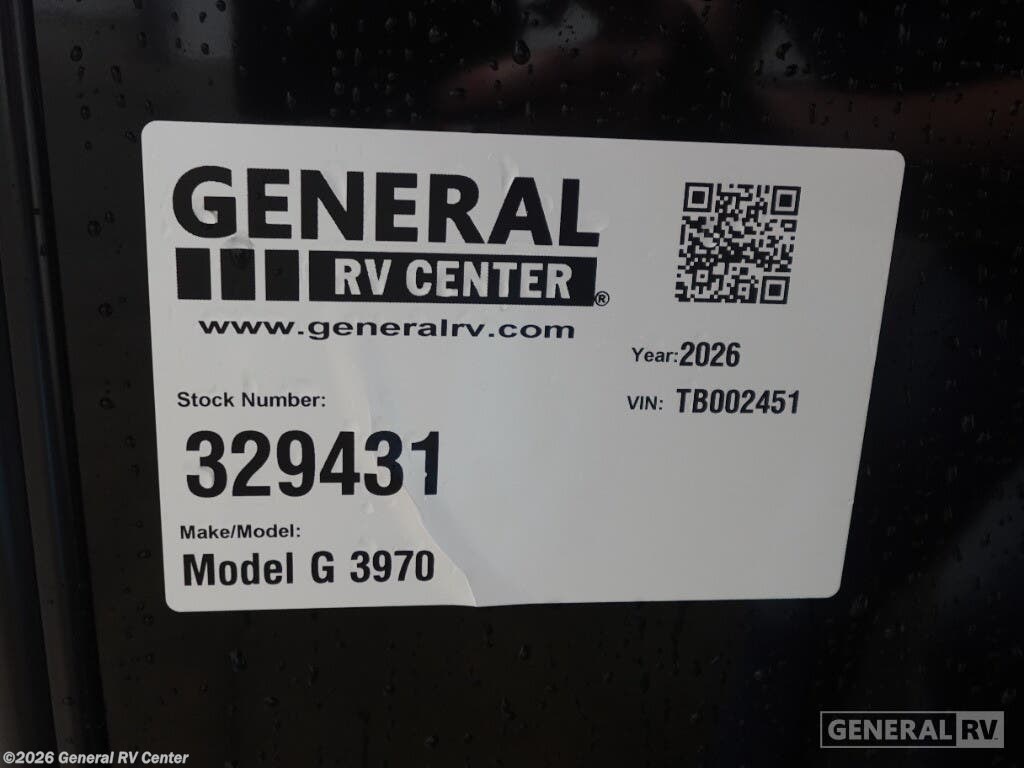 GENERAL
RV CENTER®
www.generalrv.com
Year:2026
VIN: TB002451
Stock Number:
329431
Make/Model:
Model G 3970
GENERAL RV
©2026 General RV Center